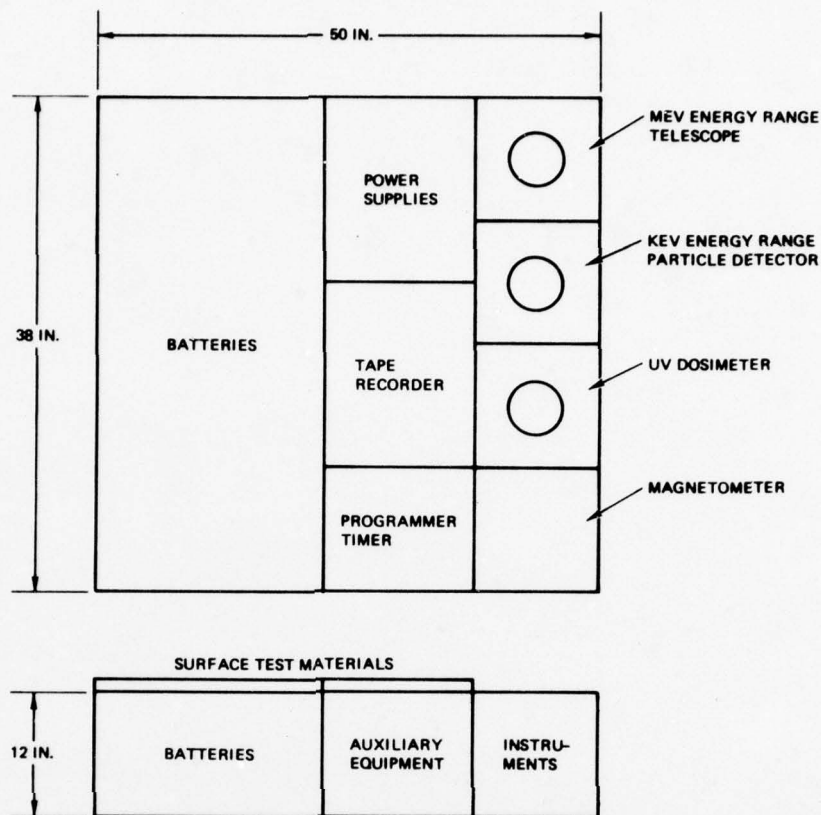 50 IN.
MEV ENERGY RANGE
TELESCOPE
POWER
SUPPLIES
KEV ENERGY RANGE
PARTICLE DETECTOR
38 IN.
BATTERIES
TAPE
RECORDER
UV DOSIMETER
MAGNETOMETER
PROGRAMMER
TIMER
SURFACE TEST MATERIALS
12 IN.
BATTERIES
AUXILIARY
EQUIPMENT
INSTRU-
MENTS